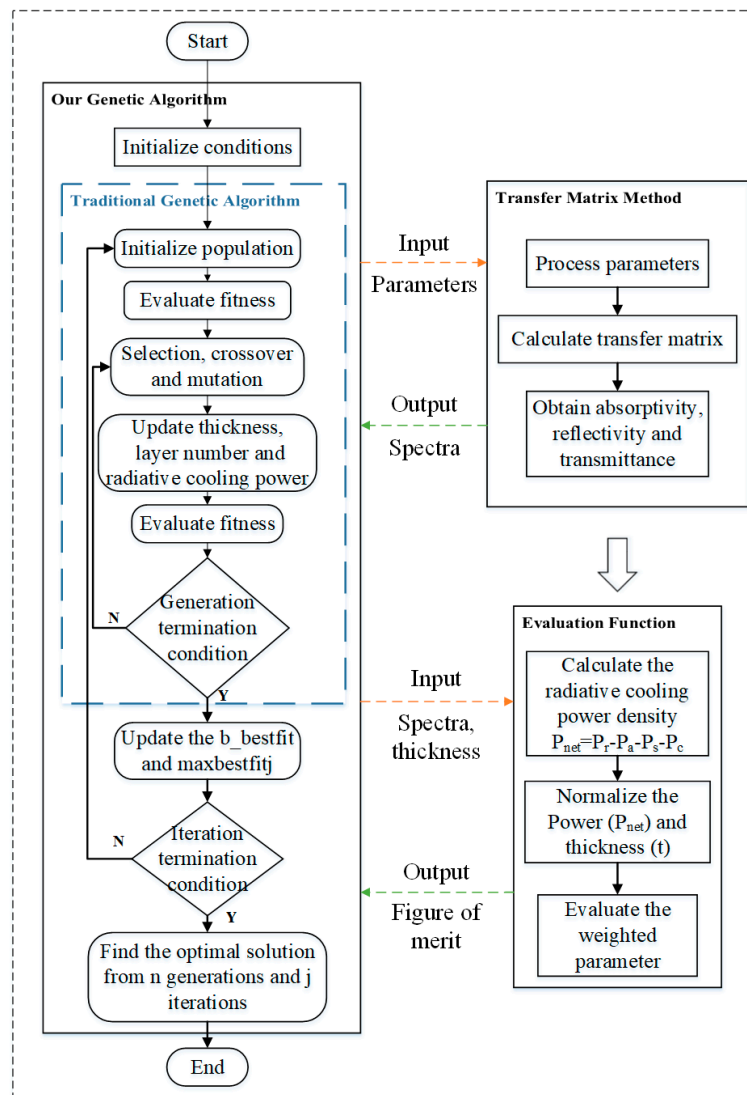 Start
Our Genetic Algorithm
Initialize conditions
Traditional Genetic Algorithm
Initialize population
Evaluate fitness
Selection, crossover
and mutation
Update thickness,
layer number and
radiative cooling power
Evaluate fitness
Generation
termination
condition
N
Y
Update the b_bestfit
and maxbestfitj
Iteration
termination
condition
N
Y
Find the optimal solution
from n generations and j
iterations
End
Input
Parameters
Output
Spectra
Input
Spectra,
thickness
Output
Figure of
merit
Transfer Matrix Method
Process parameters
Calculate transfer matrix
Obtain absorptivity,
reflectivity and
transmittance
Evaluation Function
Calculate the
radiative cooling
power density
Pnet=Pr-Pa-Ps-Pc
Normalize the
Power (Pnet) and
thickness (t)
Evaluate the
weighted
parameter